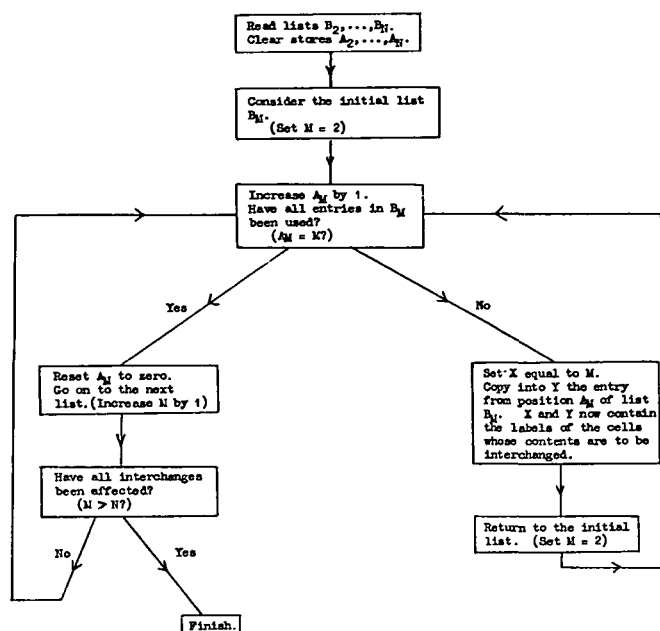 Read lists B2,...,BN.
Clear stores A2,...,AN.
Consider the initial list
BM.
(Set M = 2)
Increase AM by 1.
Have all entries in BM
been used?
(AM = M?)
Yes
No
Reset AM to zero.
Go on to the next
list.(Increase M by 1)
Set X equal to M.
Copy into Y the entry
from position AM of list
BM. X and Y now contain
the labels of the cells
whose contents are to be
interchanged.
Have all interchanges
been effected?
(M > N?)
Return to the initial
list. (Set M = 2)
No
Yes
Finish.